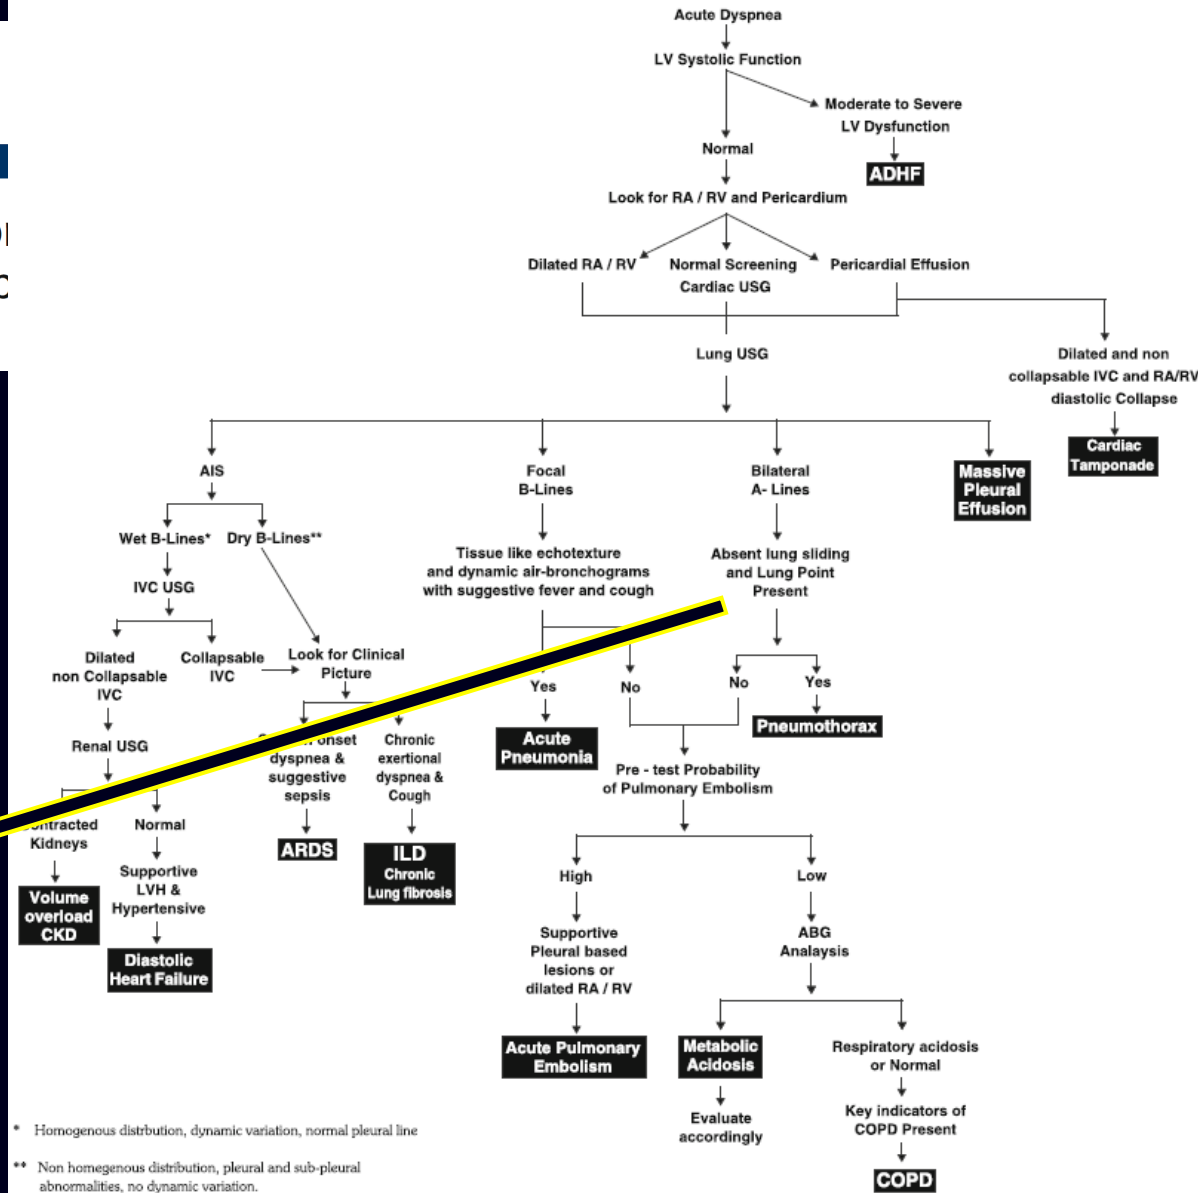 Acute Dyspnea
LV Systolic Function
Moderate to Severe
LV Dysfunction
ADHF
Normal
Look for RA / RV and Pericardium
Dilated RA / RV
Normal Screening
Cardiac USG
Pericardial Effusion
Lung USG
Dilated and non
collapsable IVC and RA/RV
diastolic Collapse
Cardiac
Tamponade
AIS
Focal
B-Lines
Bilateral
A- Lines
Massive
Pleural
Effusion
Wet B-Lines*
Dry B-Lines**
Tissue like echotexture
and dynamic air-bronchograms
with suggestive fever and cough
Absent lung sliding
and Lung Point
Present
IVC USG
Dilated
non Collapsable
IVC
Collapsable
IVC
Look for Clinical
Picture
Yes
No
No
Yes
Acute
Pneumonia
Pneumothorax
Renal USG
onset
dyspnea &
suggestive
sepsis
Chronic
exertional
dyspnea &
Cough
Pre - test Probability
of Pulmonary Embolism
Kidneys
Normal
ARDS
ILD
Chronic
Lung fibrosis
Volume
overload
CKD
Supportive
LVH &
Hypertensive
Diastolic
Heart Failure
High
Low
Supportive
Pleural based
lesions or
dilated RA / RV
ABG
Analaysis
Acute Pulmonary
Embolism
Metabolic
Acidosis
Evaluate
accordingly
Respiratory acidosis
or Normal
Key indicators of
COPD Present
COPD
* Homogenous distrbution, dynamic variation, normal pleural line
** Non homegenous distribution, pleural and sub-pleural
abnormalities, no dynamic variation.